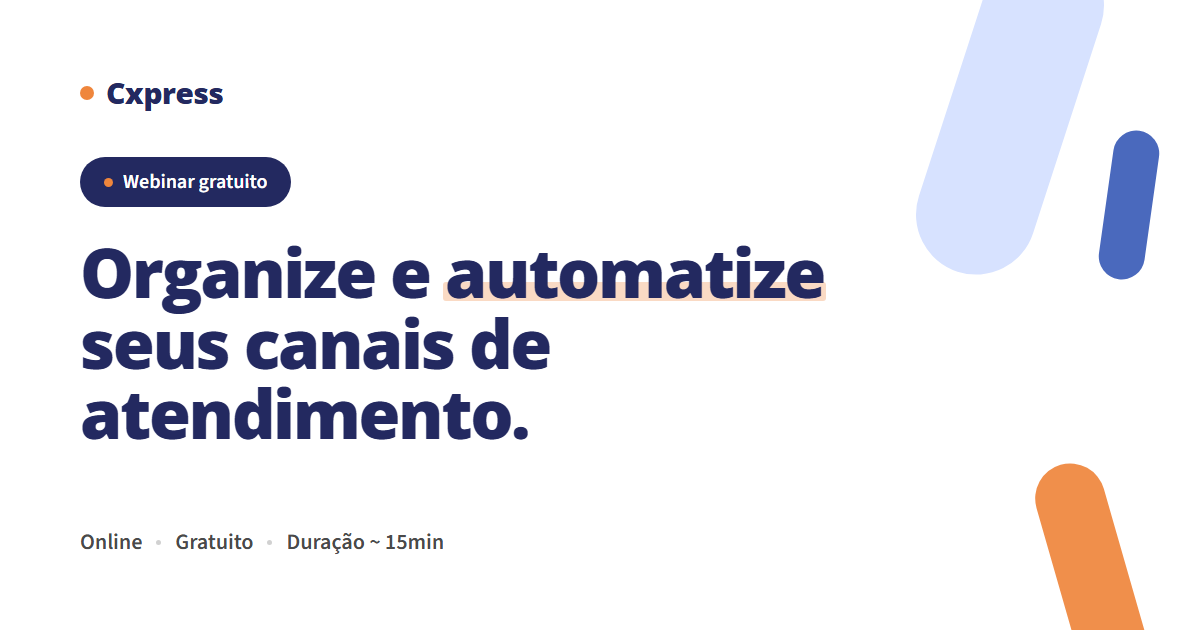 Cxpress
Webinar gratuito
Organize e automatize
seus canais de
atendimento.
Online • Gratuito • Duração ~ 15min